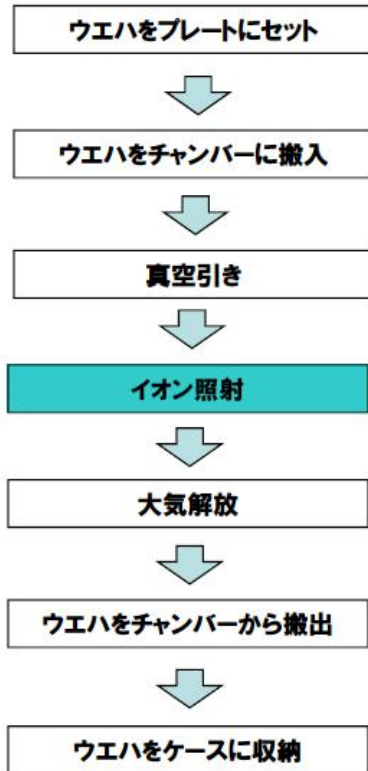 ウエハをプレートにセット
ウエハをチャンバーに搬入
真空引き
イオン照射
大気解放
ウエハをチャンバーから搬出
ウエハをケースに収納